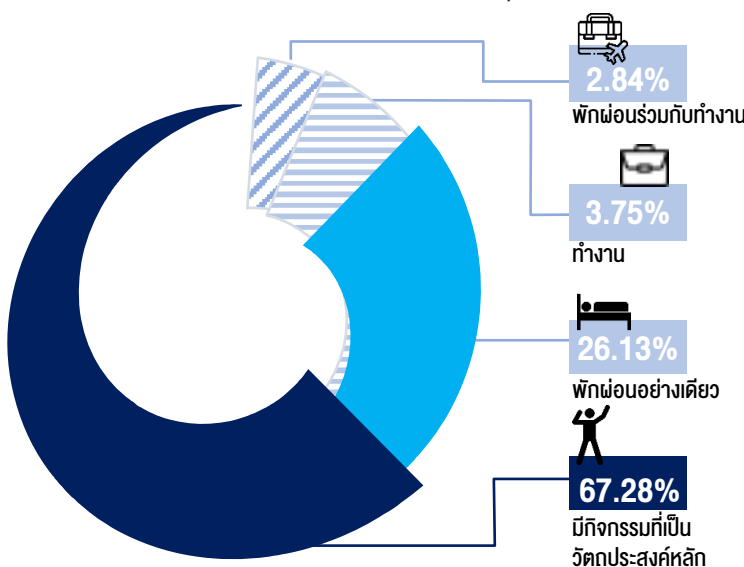 2.84%
พักผ่อนร่วมกับทำงาน
3.75%
ทำงาน
26.13%
พักผ่อนอย่างเดียว
67.28%
มีกิจกรรมที่เป็น
วัตถุประสงค์หลัก